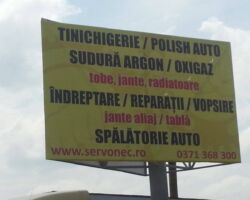 TINICHIGERIE / POLISH AUTO
SUDURĂ ARGON / OXIGAZ
tobe, jante, radiatoare
ÎNDREPTARE / REPARAȚII / VOPSIRE
jante aliaj / tablă
SPĂLĂTORIE AUTO
www.servonec.ro 0371 368 300